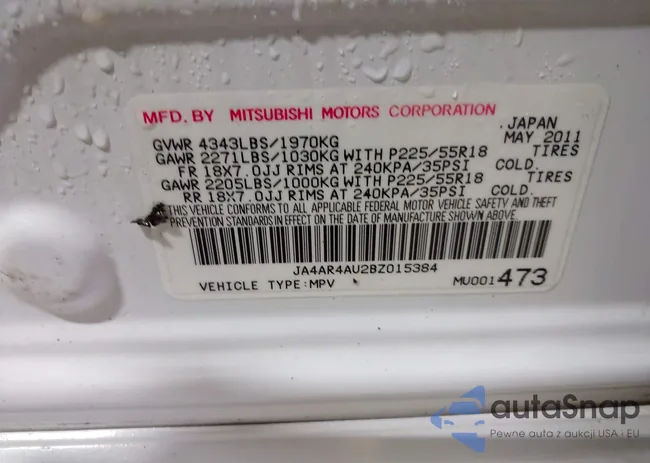 MFD. BY MITSUBISHI MOTORS CORPORATION
JAPAN
GVWR 4343LBS/1970KG MAY 2011
GAWR 2271LBS/1030KG WITH P225/55R18 TIRES
FR 18X7.0JJ RIMS AT 240KPA/35PSI COLD.
GAWR 2205LBS/1000KG WITH P225/55R18 TIRES
RR 18X7.0JJ RIMS AT 240KPA/35PSI COLD.
THIS VEHICLE CONFORMS TO ALL APPLICABLE FEDERAL MOTOR VEHICLE SAFETY AND THEFT
PREVENTION STANDARDS IN EFFECT ON THE DATE OF MANUFACTURE SHOWN ABOVE.
JA4AR4AU2BZ015384
VEHICLE TYPE:MPV MU001473
autoSnap
Pewne auta z aukcji USA i EU